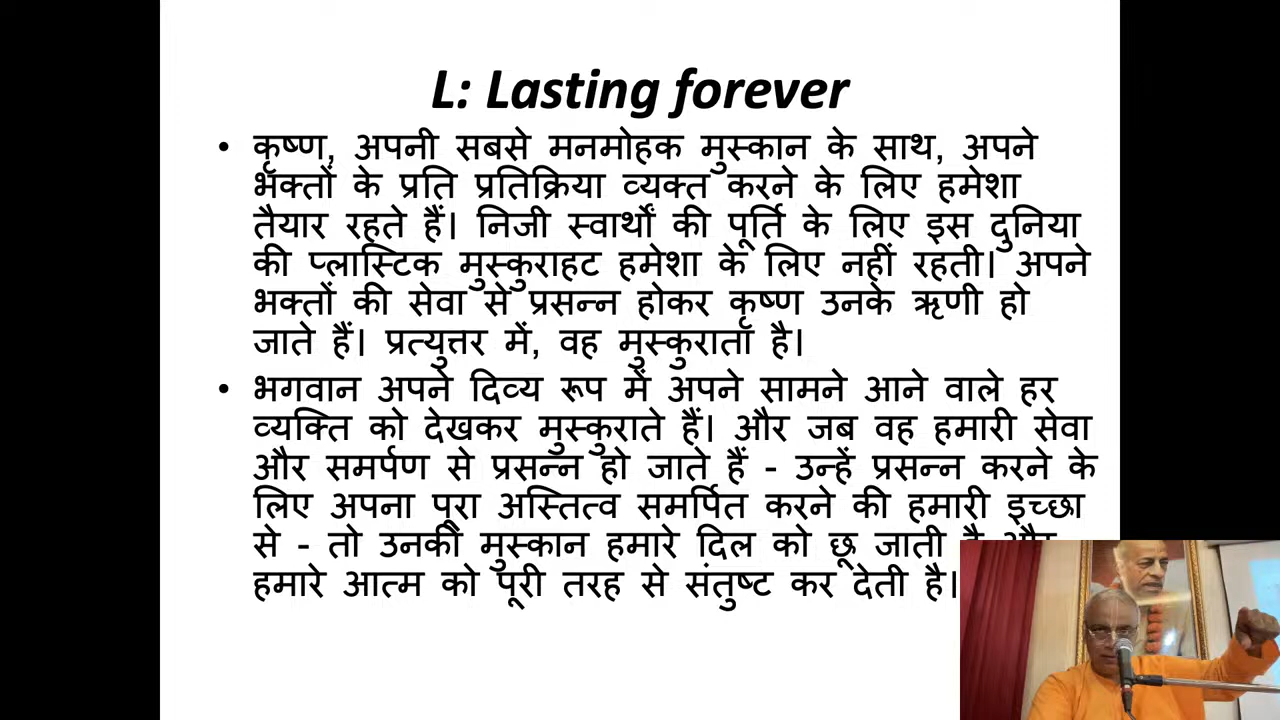 L: Lasting forever
• कृष्ण, अपनी सबसे मनमोहक मुस्कान के साथ, अपने
भक्तों के प्रति प्रतिक्रिया व्यक्त करने के लिए हमेशा
तैयार रहते हैं। निजी स्वार्थों की पूर्ति के लिए इस दुनिया
की प्लास्टिक मुस्कुराहट हमेशा के लिए नहीं रहती। अपने
भक्तों की सेवा से प्रसन्न होकर कृष्ण उनके ऋणी हो
जाते हैं। प्रत्युत्तर में, वह मुस्कुराता है।
• भगवान अपने दिव्य रूप में अपने सामने आने वाले हर
व्यक्ति को देखकर मुस्कुराते हैं। और जब वह हमारी सेवा
और समर्पण से प्रसन्न हो जाते हैं - उन्हें प्रसन्न करने के
लिए अपना पूरा अस्तित्व समर्पित करने की हमारी इच्छा
से - तो उनकी मुस्कान हमारे दिल को छू जाती है और
हमारे आत्म को पूरी तरह से संतुष्ट कर देती है।